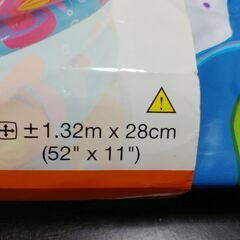 ±1.32m x 28cm
(52" x 11")